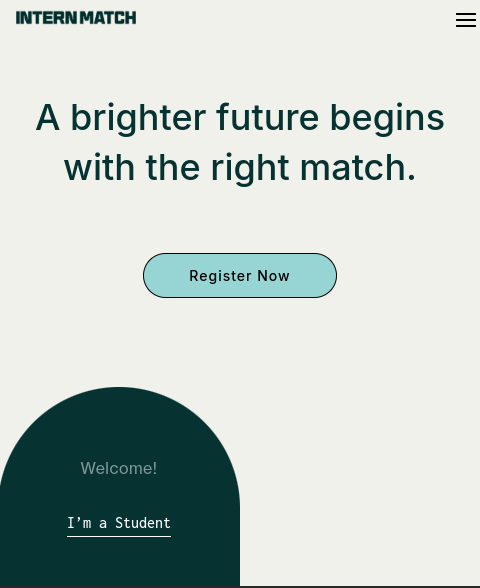 INTERN MATCH
A brighter future begins
with the right match.
Register Now
Welcome!
I’m a Student